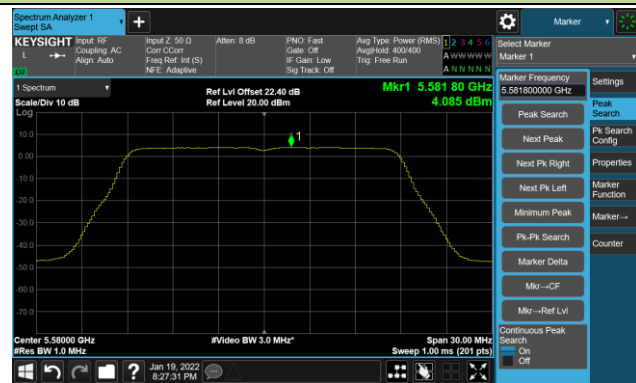 Spectrum Analyzer 1
Swept SA
+
Marker
KEYSIGHT
L
LW
Input: RF
Coupling: AC
Align: Auto
Input Z: 50 Ω
Corr CCorr
Freq Ref: Int (S)
NFE: Adaptive
Atten: 8 dB
PNO: Fast
Gate: Off
IF Gain: Low
Sig Track: Off
Avg Type: Power (RMS)
Avg|Hold: 400/400
Trig: Free Run
1 2 3 4 5 6
A W W W W W
A N N N N N
Select Marker
Marker 1
1 Spectrum
Scale/Div 10 dB
Log
Ref Lvl Offset 22.40 dB
Ref Level 20.00 dBm
Mkr1 5.581 80 GHz
4.085 dBm
10.0
0.00
-10.0
-20.0
-30.0
-40.0
-50.0
-60.0
-70.0
1
Center 5.58000 GHz
#Res BW 1.0 MHz
#Video BW 3.0 MHz*
Span 30.00 MHz
Sweep 1.00 ms (201 pts)
Marker Frequency
5.581800000 GHz
Peak Search
Next Peak
Next Pk Right
Next Pk Left
Minimum Peak
Pk-Pk Search
Marker Delta
Mkr→CF
Mkr→Ref Lvl
Continuous Peak
Search
On
Off
Settings
Peak
Search
Pk Search
Config
Properties
Marker
Function
Marker→
Counter
?
Jan 19, 2022
8:27:31 PM